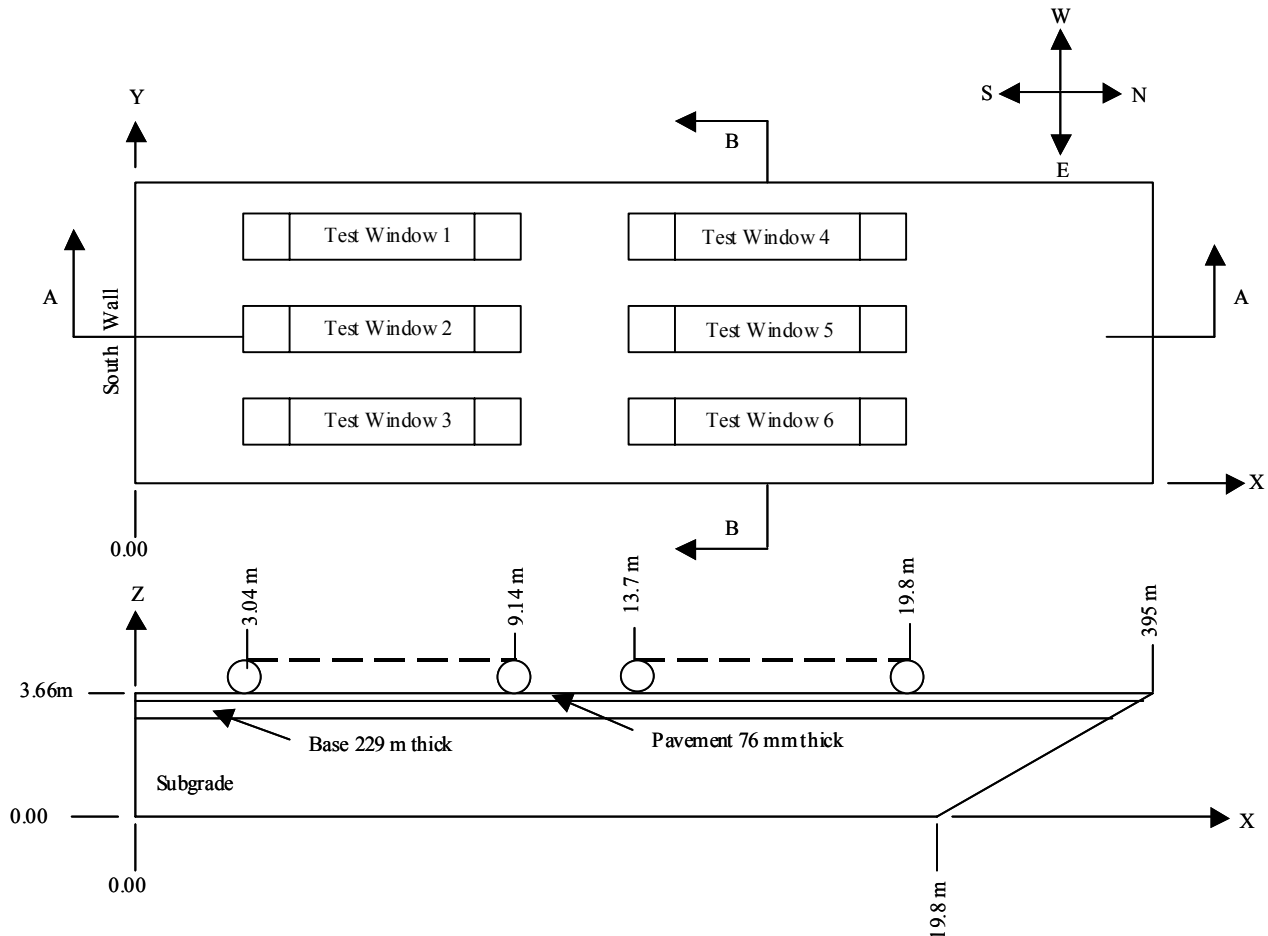 W
S
N
E
Y
B
Test Window 1
Test Window 4
A
South Wall
Test Window 2
Test Window 5
A
Test Window 3
Test Window 6
X
B
0.00
Z
3.04 m
9.14 m
13.7 m
19.8 m
395 m
3.66m
Base 229 m thick
Pavement 76 mm thick
Subgrade
0.00
X
0.00
19.8 m